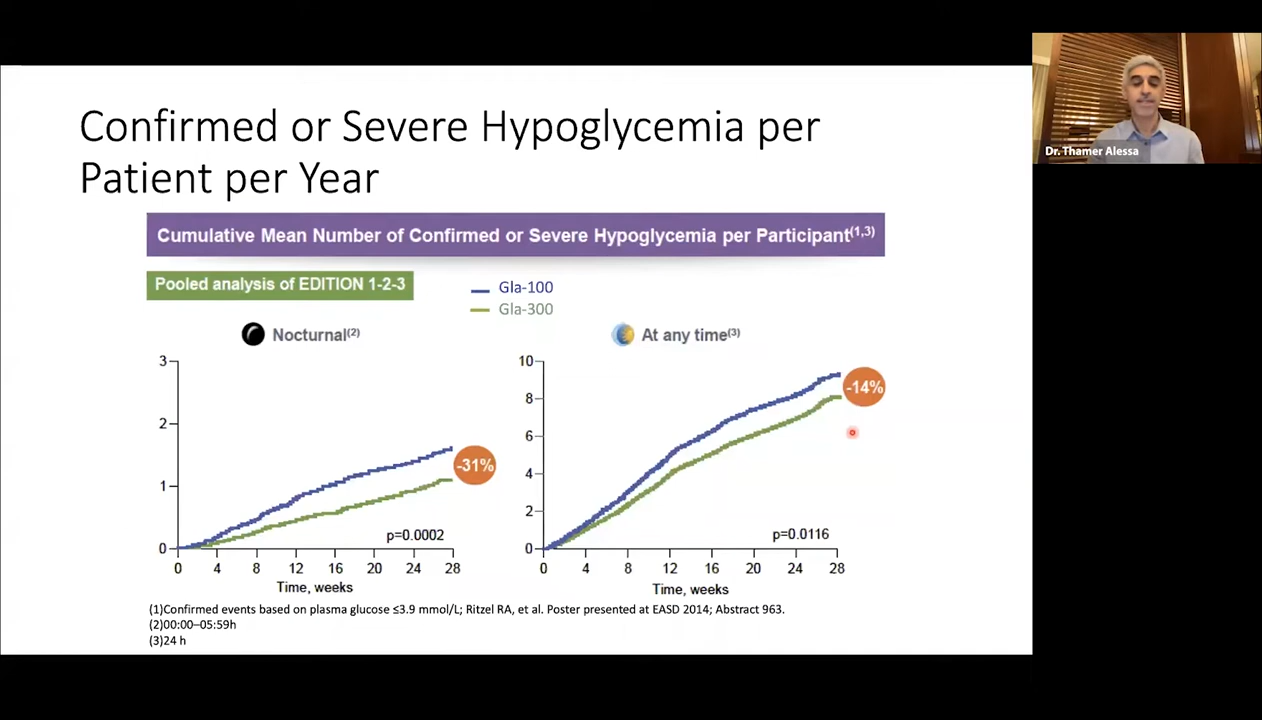 Dr. Thamer Alessa
Confirmed or Severe Hypoglycemia per
Patient per Year
Cumulative Mean Number of Confirmed or Severe Hypoglycemia per Participant(1,3)
Pooled analysis of EDITION 1-2-3
Gla-100
Gla-300
Nocturnal(2)
At any time(3)
3
2
1
0
-31%
p=0.0002
0 4 8 12 16 20 24 28
Time, weeks
10
8
6
4
2
0
-14%
p=0.0116
0 4 8 12 16 20 24 28
Time, weeks
(1)Confirmed events based on plasma glucose ≤3.9 mmol/L; Ritzel RA, et al. Poster presented at EASD 2014; Abstract 963.
(2)00:00–05:59h
(3)24 h